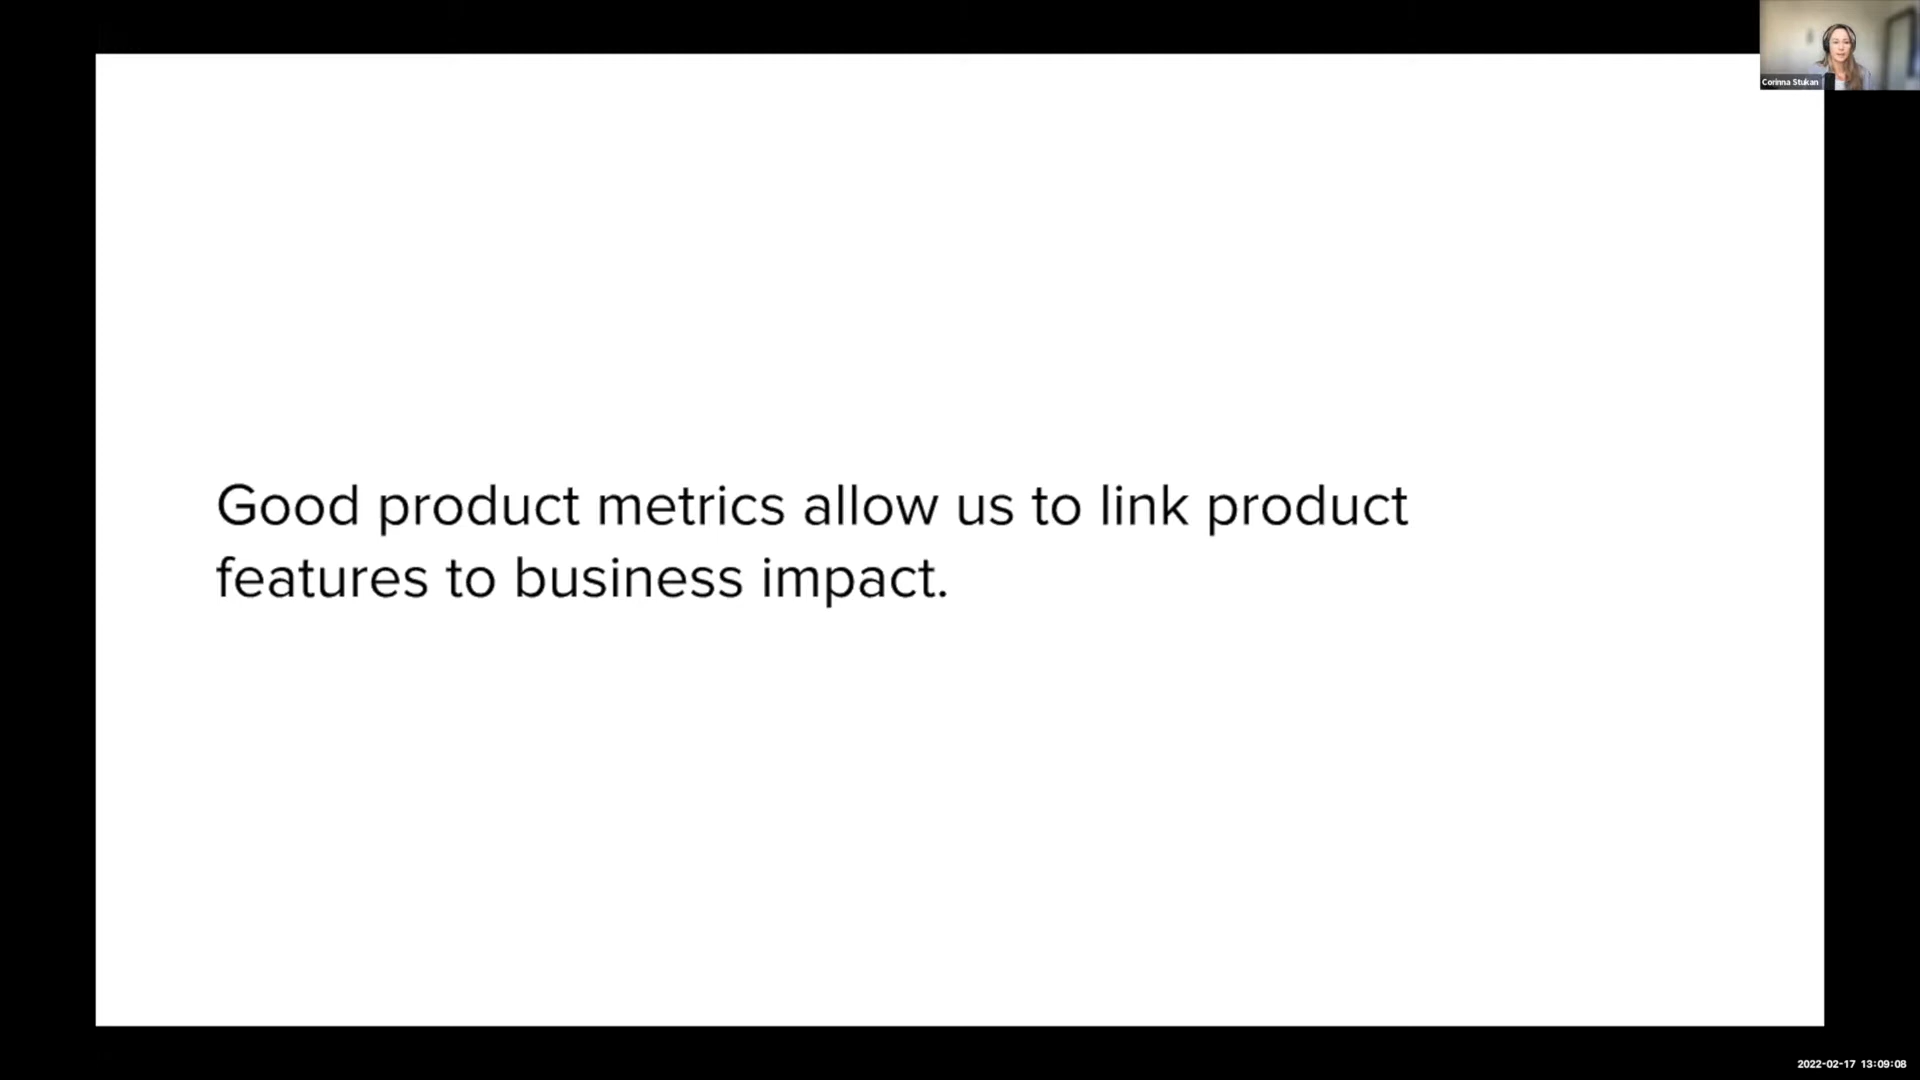 Corinna Stukan
Good product metrics allow us to link product
features to business impact.
2022-02-17 13:09:08